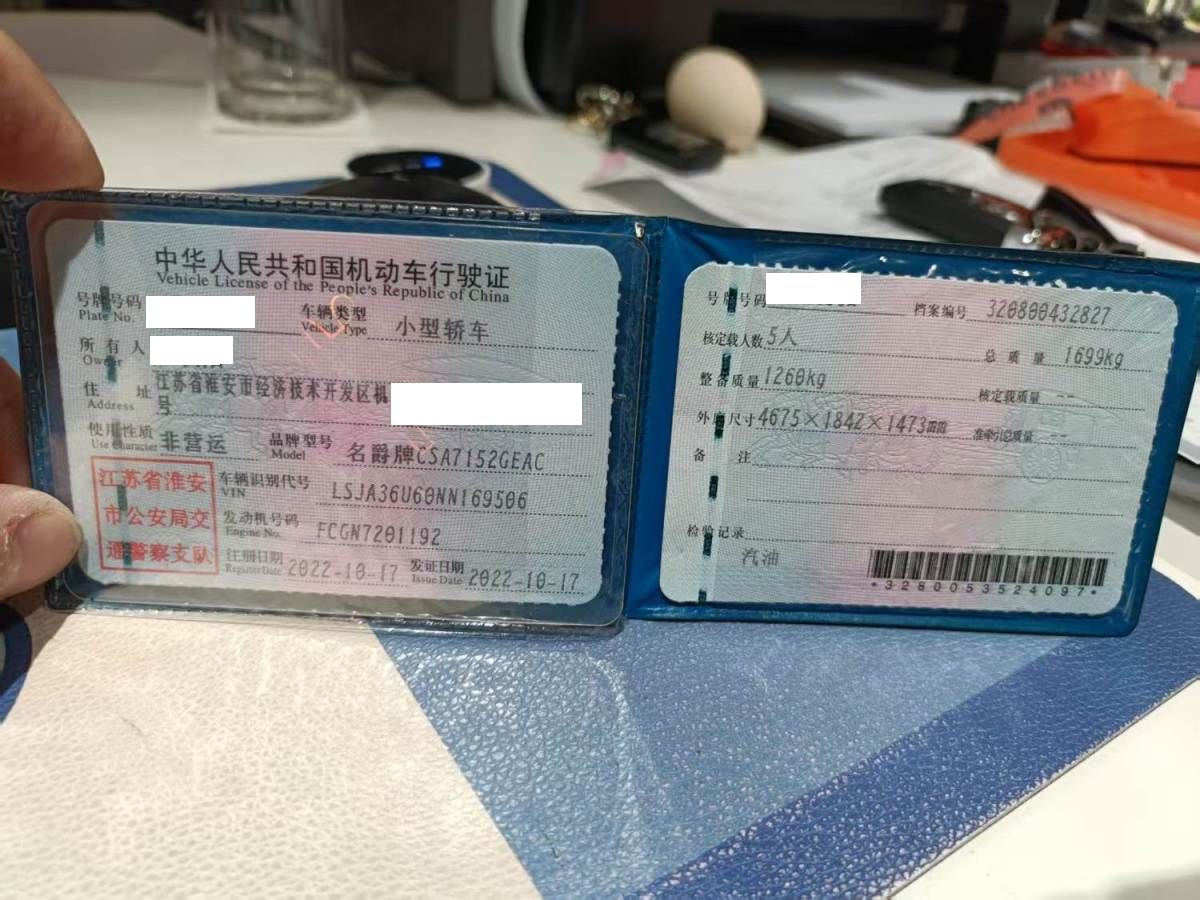 中华人民共和国机动车行驶证
Vehicle License of the People's Republic of China
号牌号码
Plate No.
车辆类型 小型轿车
Vehicle Type
所有人
Owner
住址 江苏省淮安市经济技术开发区机
Address 号
使用性质 非营运
Use Character
品牌型号 名爵牌CSA7152GEAC
Model
江苏省淮安
市公安局交
通警察支队
车辆识别代号 LSJA36U60NN169506
VIN
发动机号码 FCGN7201192
Engine No.
注册日期 2022-10-17
Register Date
发证日期 2022-10-17
Issue Date
号牌号码
档案编号 320800432827
核定载人数 5人
总质量 1699kg
整备质量 1260kg
核定载质量 --
外廓尺寸 4675×1842×1473mm
准牵引总质量 --
备注
检验记录
汽油
*3280053524097*